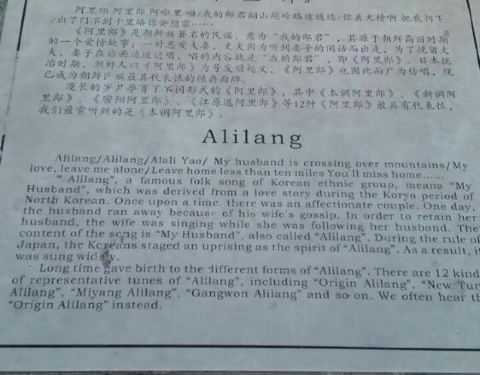 阿里郎 阿里郎 阿啦里 哟/我的郎君翻山越岭路途遥远/你真无情啊 把我扔下
/出了门不到十里路你会想家……
《阿里郎》是朝鲜族最著名的民谣，意为“我的郎君”，其源于朝鲜高丽时期
的一个爱情故事：一对恩爱夫妻，丈夫因为听到妻子的闲话而出走，为了挽留丈
夫，妻子在后面边追边唱，唱的内容就是“我的郎君”，即《阿里郎》。日本统
治时期，朝鲜人以《阿里郎》为
《阿里郎》也因此而广为传唱，现
已成为朝鲜民族最具代表性的经典曲牌。
漫长的岁月孕育了不同形式的《阿里郎》，其中《本调阿里郎》、《新调阿
里郎》、《密阳阿里郎》、《江原道阿里郎》等12种《阿里郎》最具有代表性，
我们最常听到的是《本调阿里郎》。
Alilang
Alilang/Alilang/Alali Yao/ My husband is crossing over mountains/My
love, leave me alone/Leave home less than ten miles You'll miss home……
"Alilang", a famous folk song of Korean ethnic group, means "My
Husband", which was derived from a love story during the Koryo period of
North Korean. Once upon a time, there was an affectionate couple. One day,
the husband ran away because of his wife's gossip. In order to retain her
husband, the wife was singing while she was following her husband. The
content of the song is "My Husband", also called "Alilang". During the rule of
Japan, the Koreans staged an uprising as the spirit of "Alilang". As a result, i
was sung widely.
Long time gave birth to the different forms of "Alilang". There are 12 kind
of representative tunes of "Alilang", including "Origin Alilang", "New Tun
Alilang", "Miyang Alilang", "Gangwon Alilang" and so on. We often hear th
"Origin Alilang" instead.